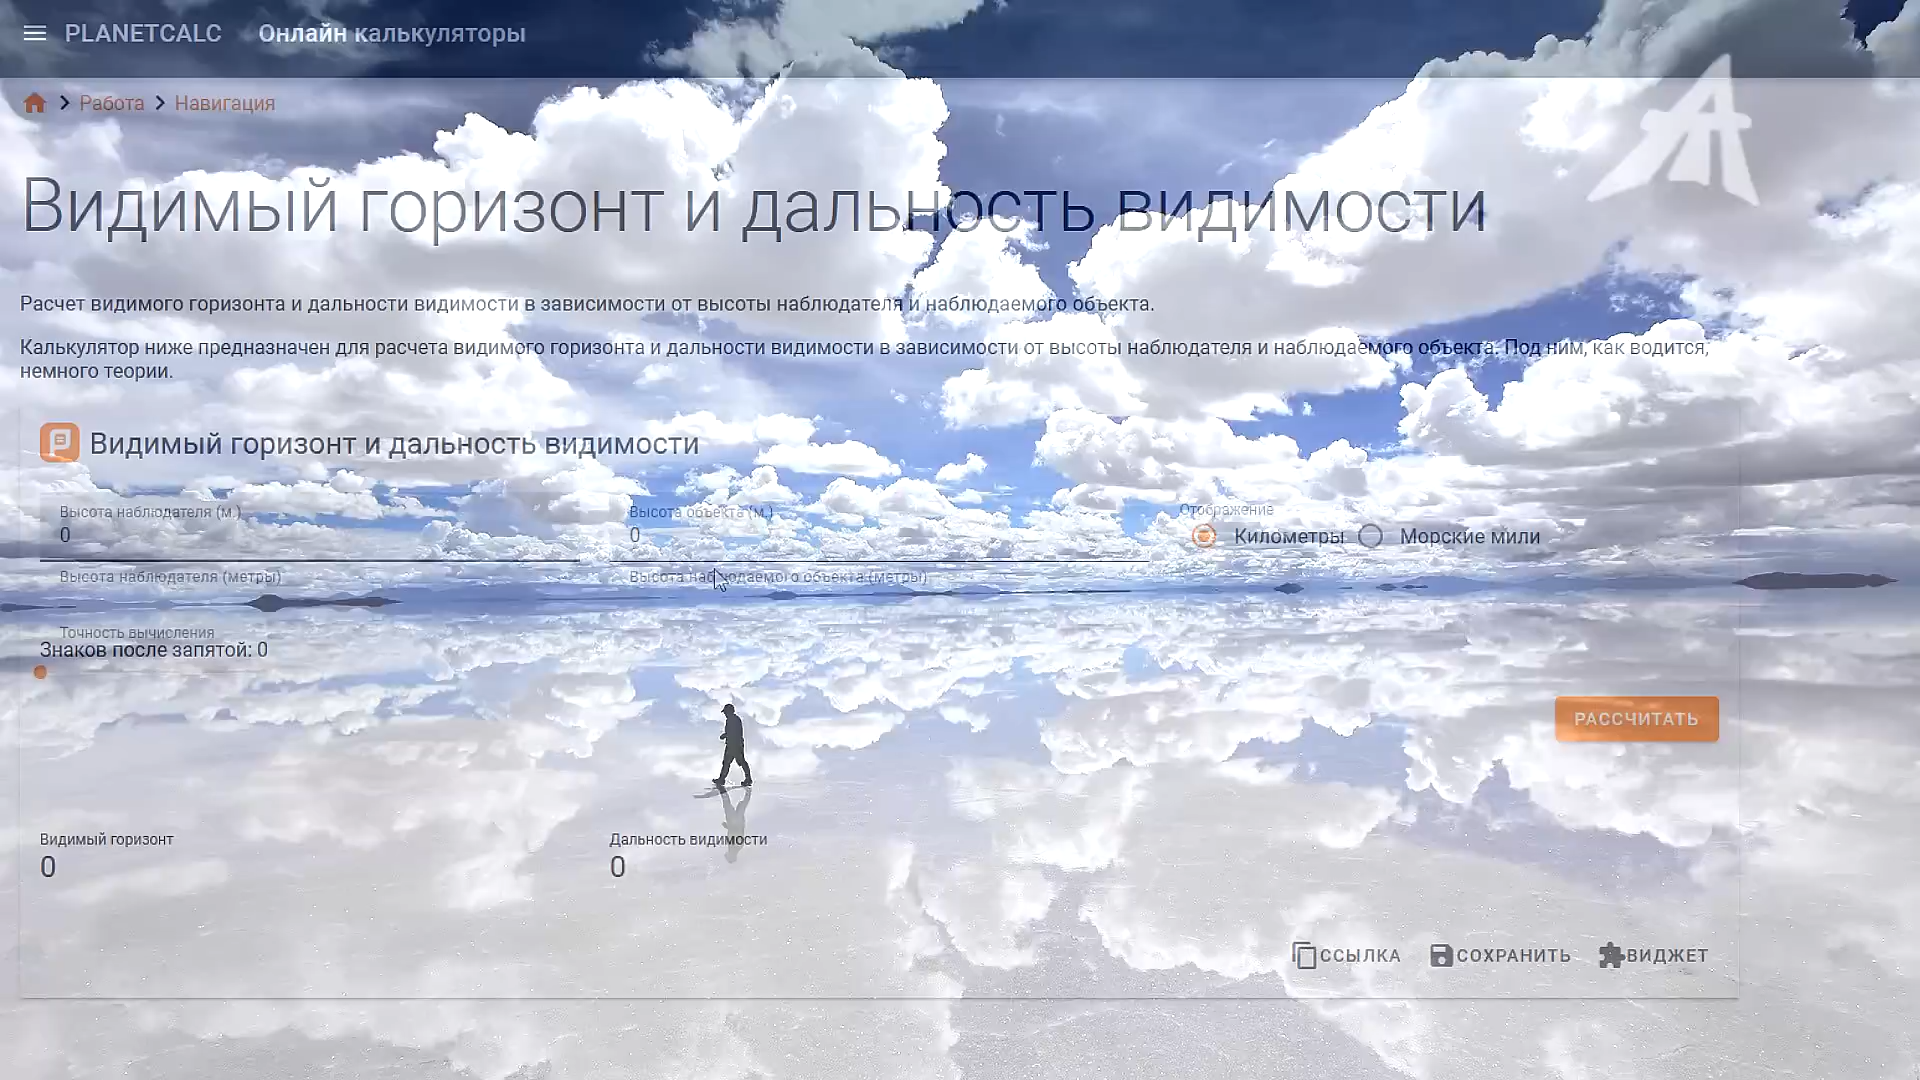 PLANETCALC Онлайн калькуляторы
Работа Навигация
Видимый горизонт и дальность видимости
Расчет видимого горизонта и дальности видимости в зависимости от высоты наблюдателя и наблюдаемого объекта.
Калькулятор ниже предназначен для расчета видимого горизонта и дальности видимости в зависимости от высоты наблюдателя и наблюдаемого объекта. Под ним, как водится,
немного теории.
Видимый горизонт и дальность видимости
Высота наблюдателя (м.) Высота объекта (м.) Отображение
0 0 Километры Морские мили
Высота наблюдателя (метры) Высота наблюдаемого объекта (метры)
Точность вычисления
Знаков после запятой: 0
РАССЧИТАТЬ
Видимый горизонт Дальность видимости
0 0
ССЫЛКА СОХРАНИТЬ ВИДЖЕТ